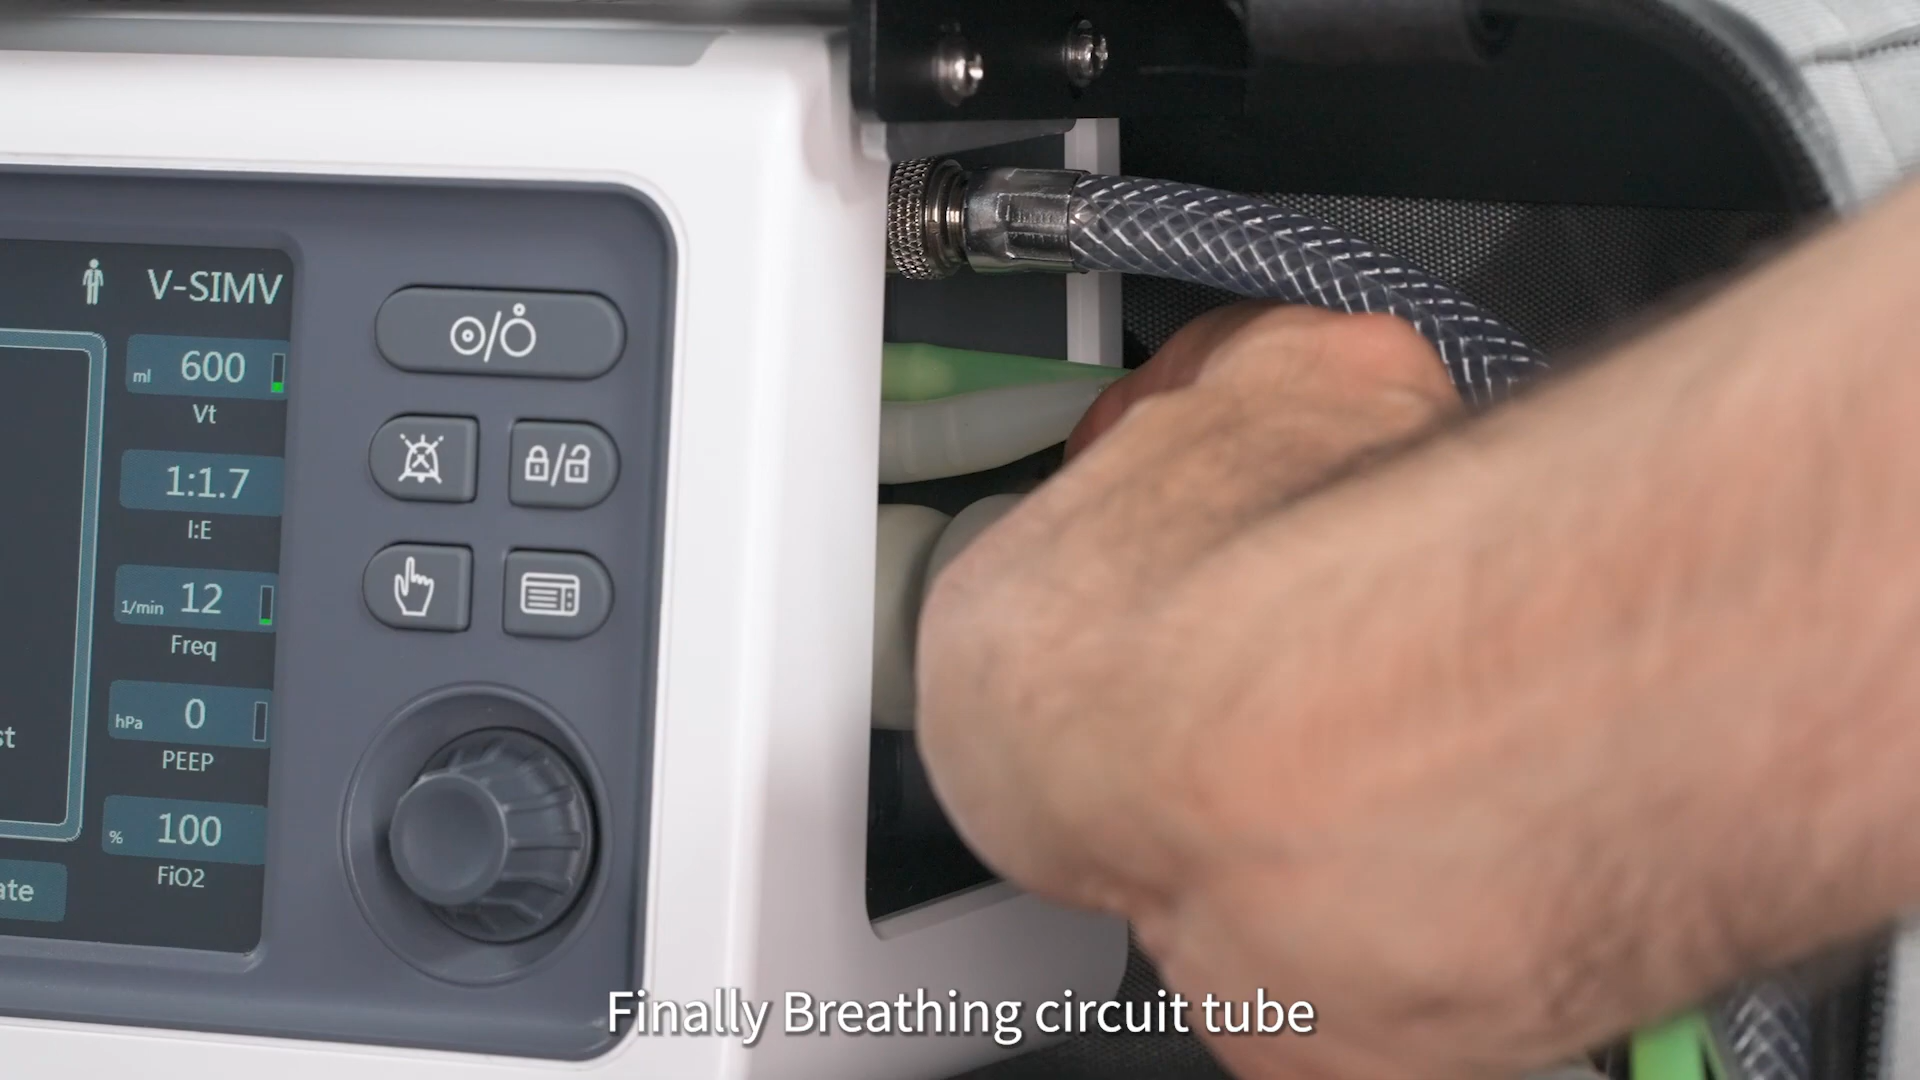 V-SIMV
ml 600
Vt
1:1.7
I:E
1/min 12
Freq
hPa 0
PEEP
st
% 100
FiO2
ate
Finally Breathing circuit tube